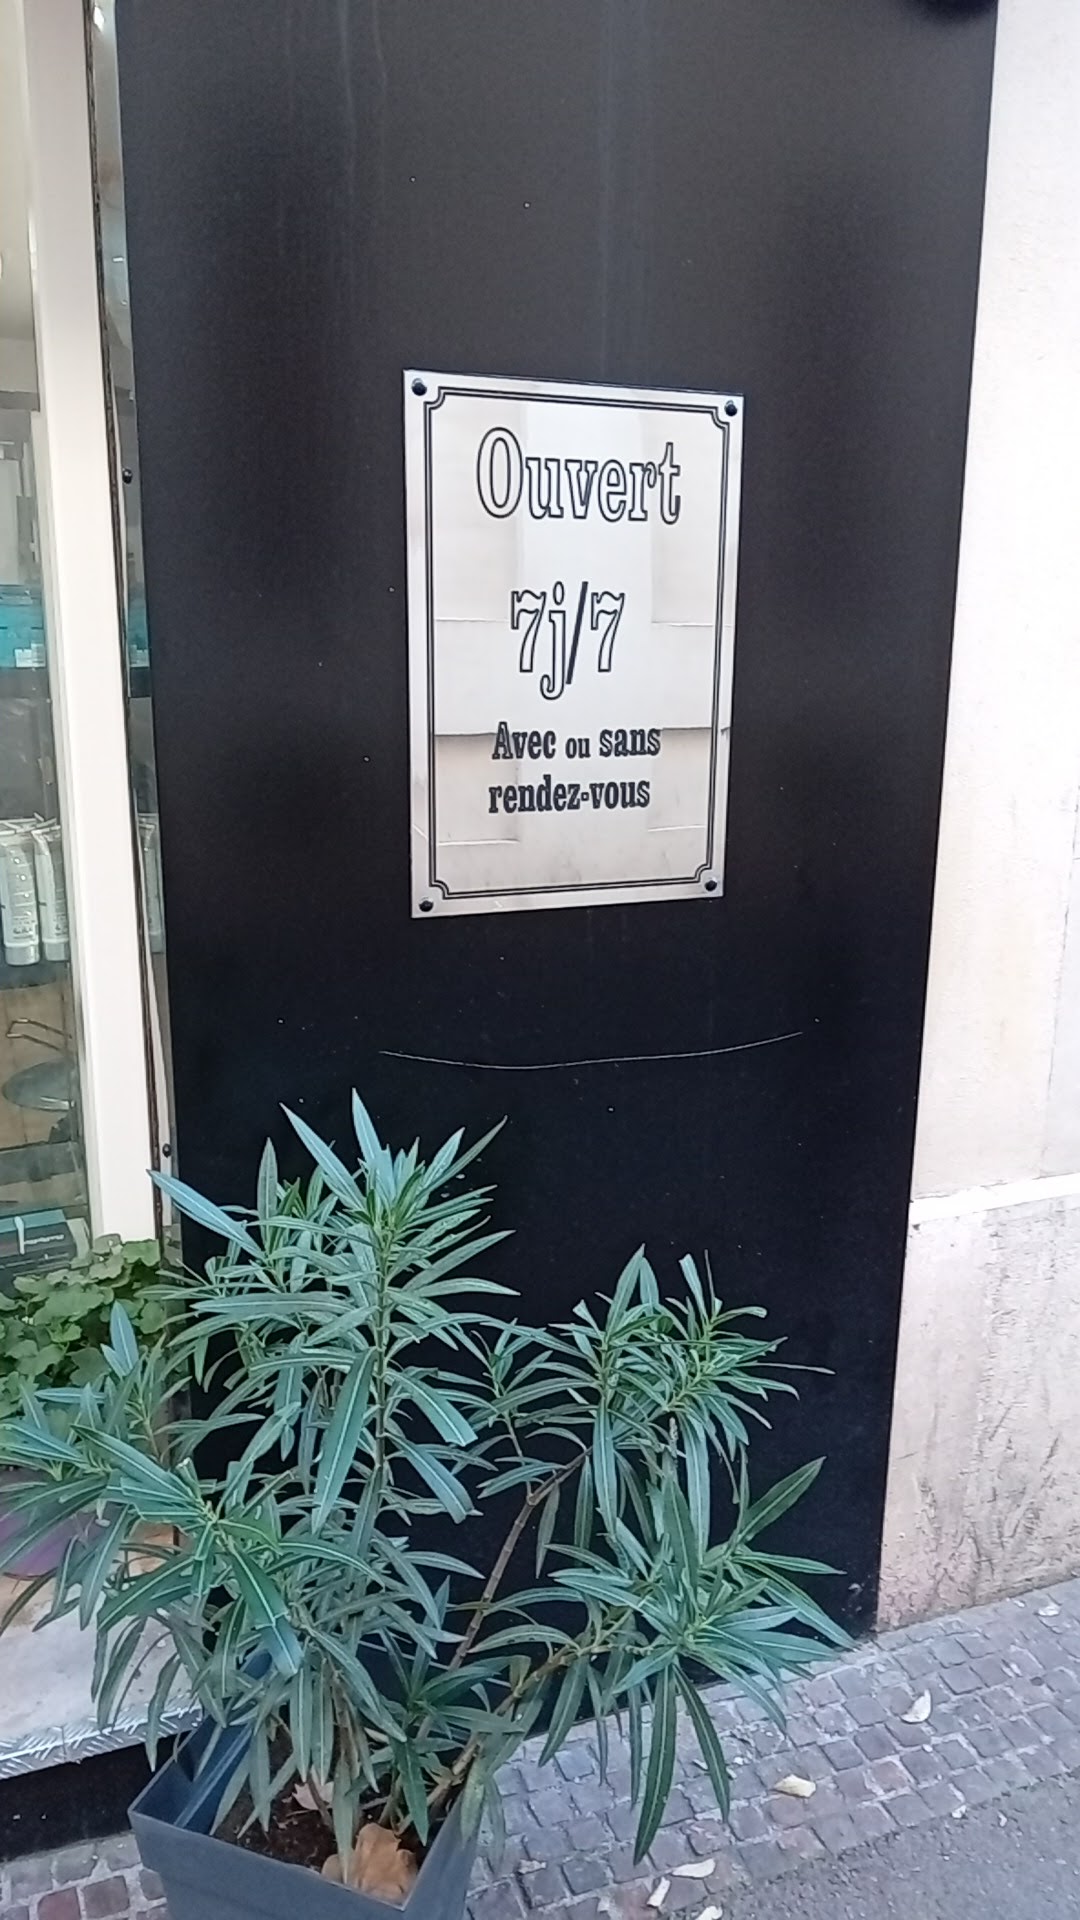 Ouvert
7j/7
Avec ou sans
rendez-vous